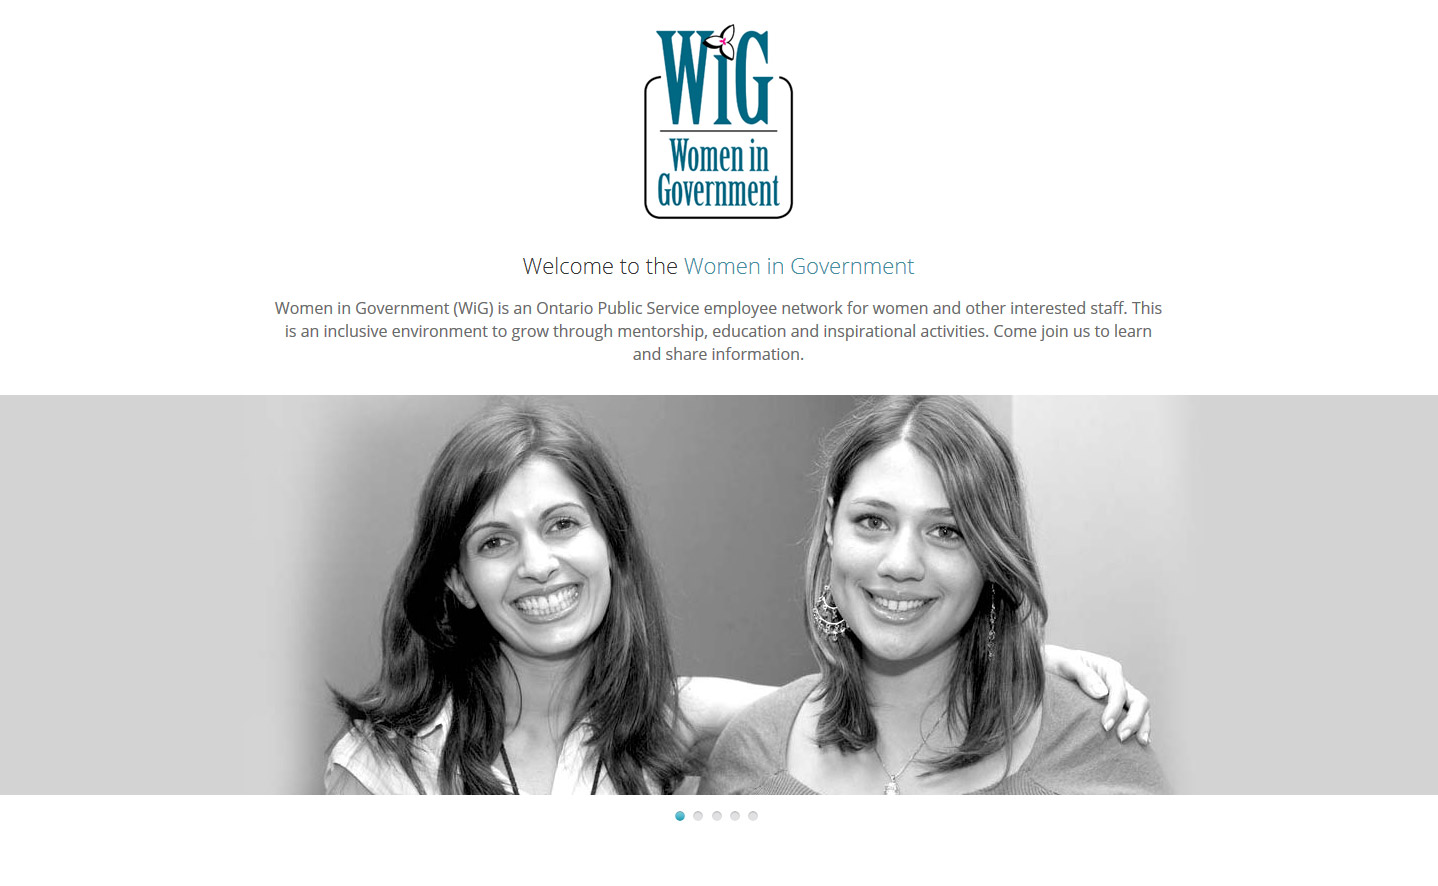 WiG
Women in
Government
Welcome to the Women in Government
Women in Government (WiG) is an Ontario Public Service employee network for women and other interested staff. This
is an inclusive environment to grow through mentorship, education and inspirational activities. Come join us to learn
and share information.